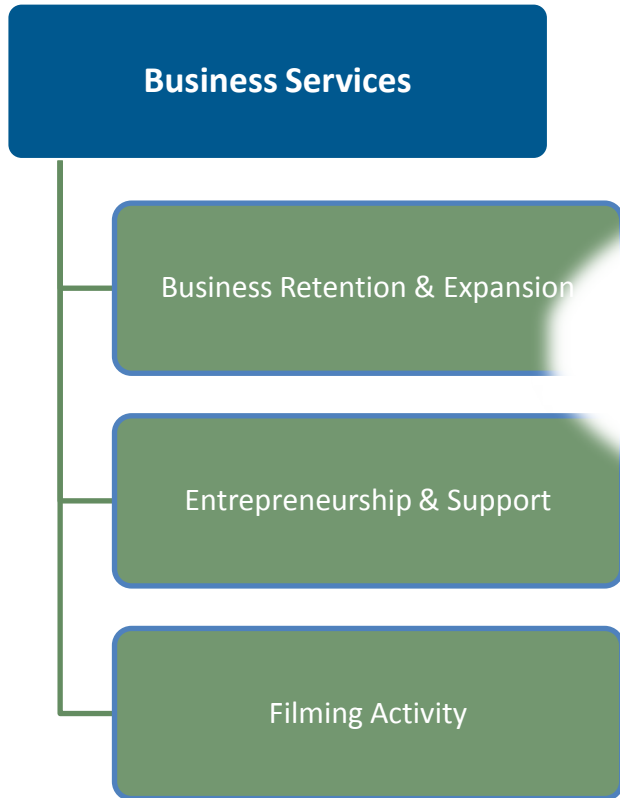 Business Services
Business Retention & Expansion
Entrepreneurship & Support
Filming Activity